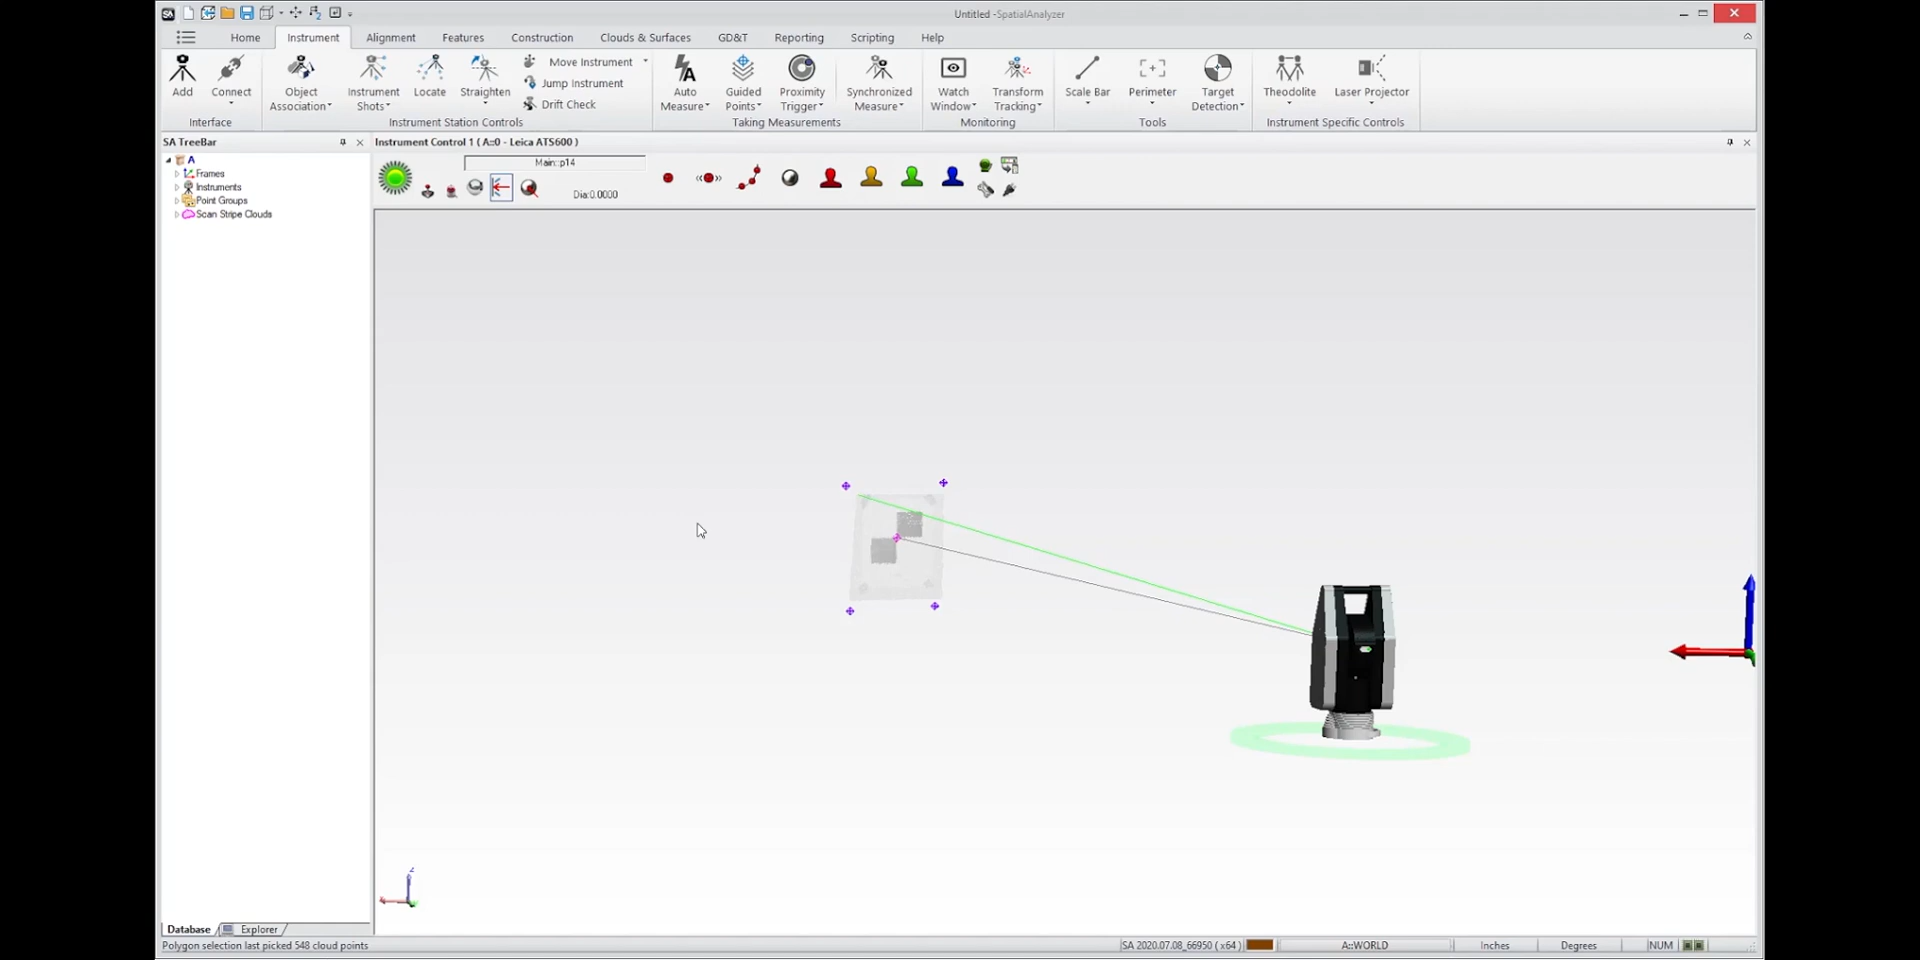 Untitled -SpatialAnalyzer
Home Instrument Alignment Features Construction Clouds & Surfaces GD&T Reporting Scripting Help
Add
Connect
Interface
Object Association
Instrument Shots
Locate
Straighten
Move Instrument
Jump Instrument
Drift Check
Instrument Station Controls
Auto Measure
Guided Points
Proximity Trigger
Synchronized Measure
Taking Measurements
Watch Window
Transform Tracking
Monitoring
Scale Bar
Perimeter
Target Detection
Tools
Theodolite
Laser Projector
Instrument Specific Controls
SA TreeBar
Instrument Control 1 ( A::0 - Leica ATS600 )
A
Frames
Instruments
Point Groups
Scan Stripe Clouds
Main::p14
Dia:0.0000
Database Explorer
Polygon selection last picked 548 cloud points
SA 2020.07.08_66950 ( x64 )
A::WORLD
Inches
Degrees
NUM